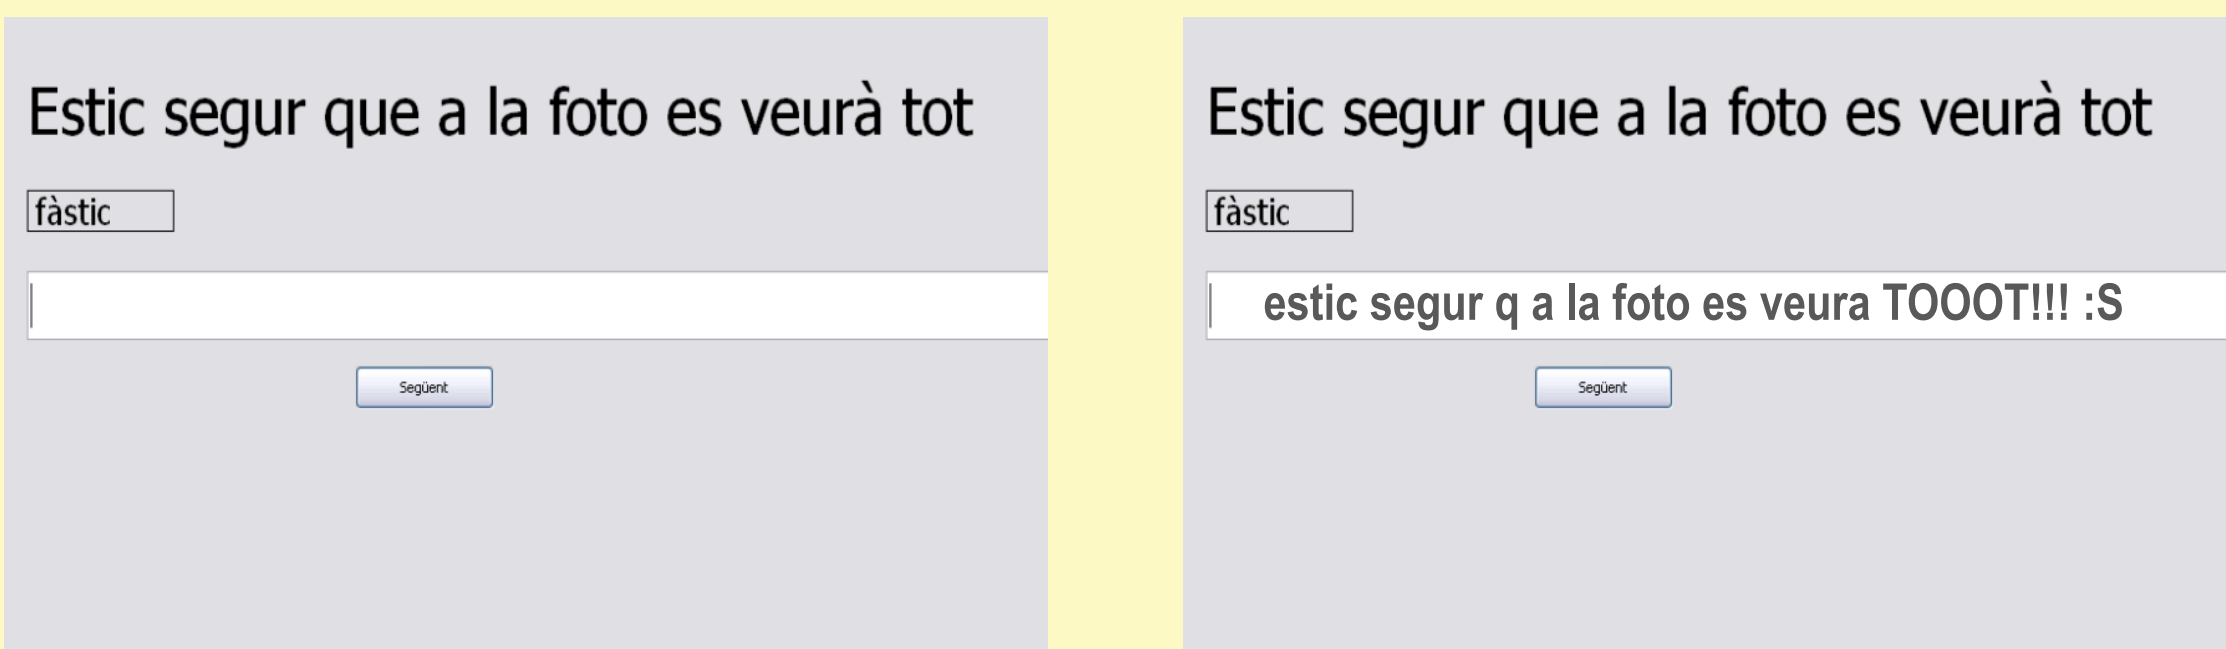 Estic segur que a la foto es veurà tot
fàstic
Següent
Estic segur que a la foto es veurà tot
fàstic
estic segur q a la foto es veura TOOOT!!! :S
Següent